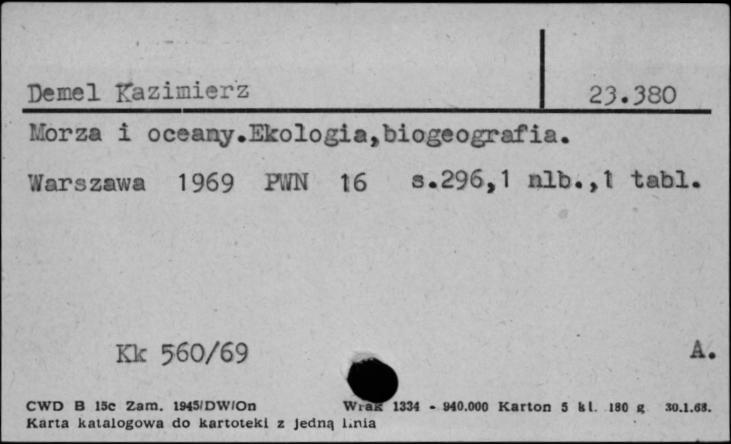 Demel Kazimierz 23.380
Morza i oceany.Ekologia,biogeografia.
Warszawa 1969 PWN 16 s.296,1 nlb.,1 tabl.
Kk 560/69 A.
CWD B 15c Zam. 1945/DW/On Wrak 1334 - 940.000 Karton 5 kl. 180 g 30.1.68.
Karta katalogowa do kartoteki z jedną linia